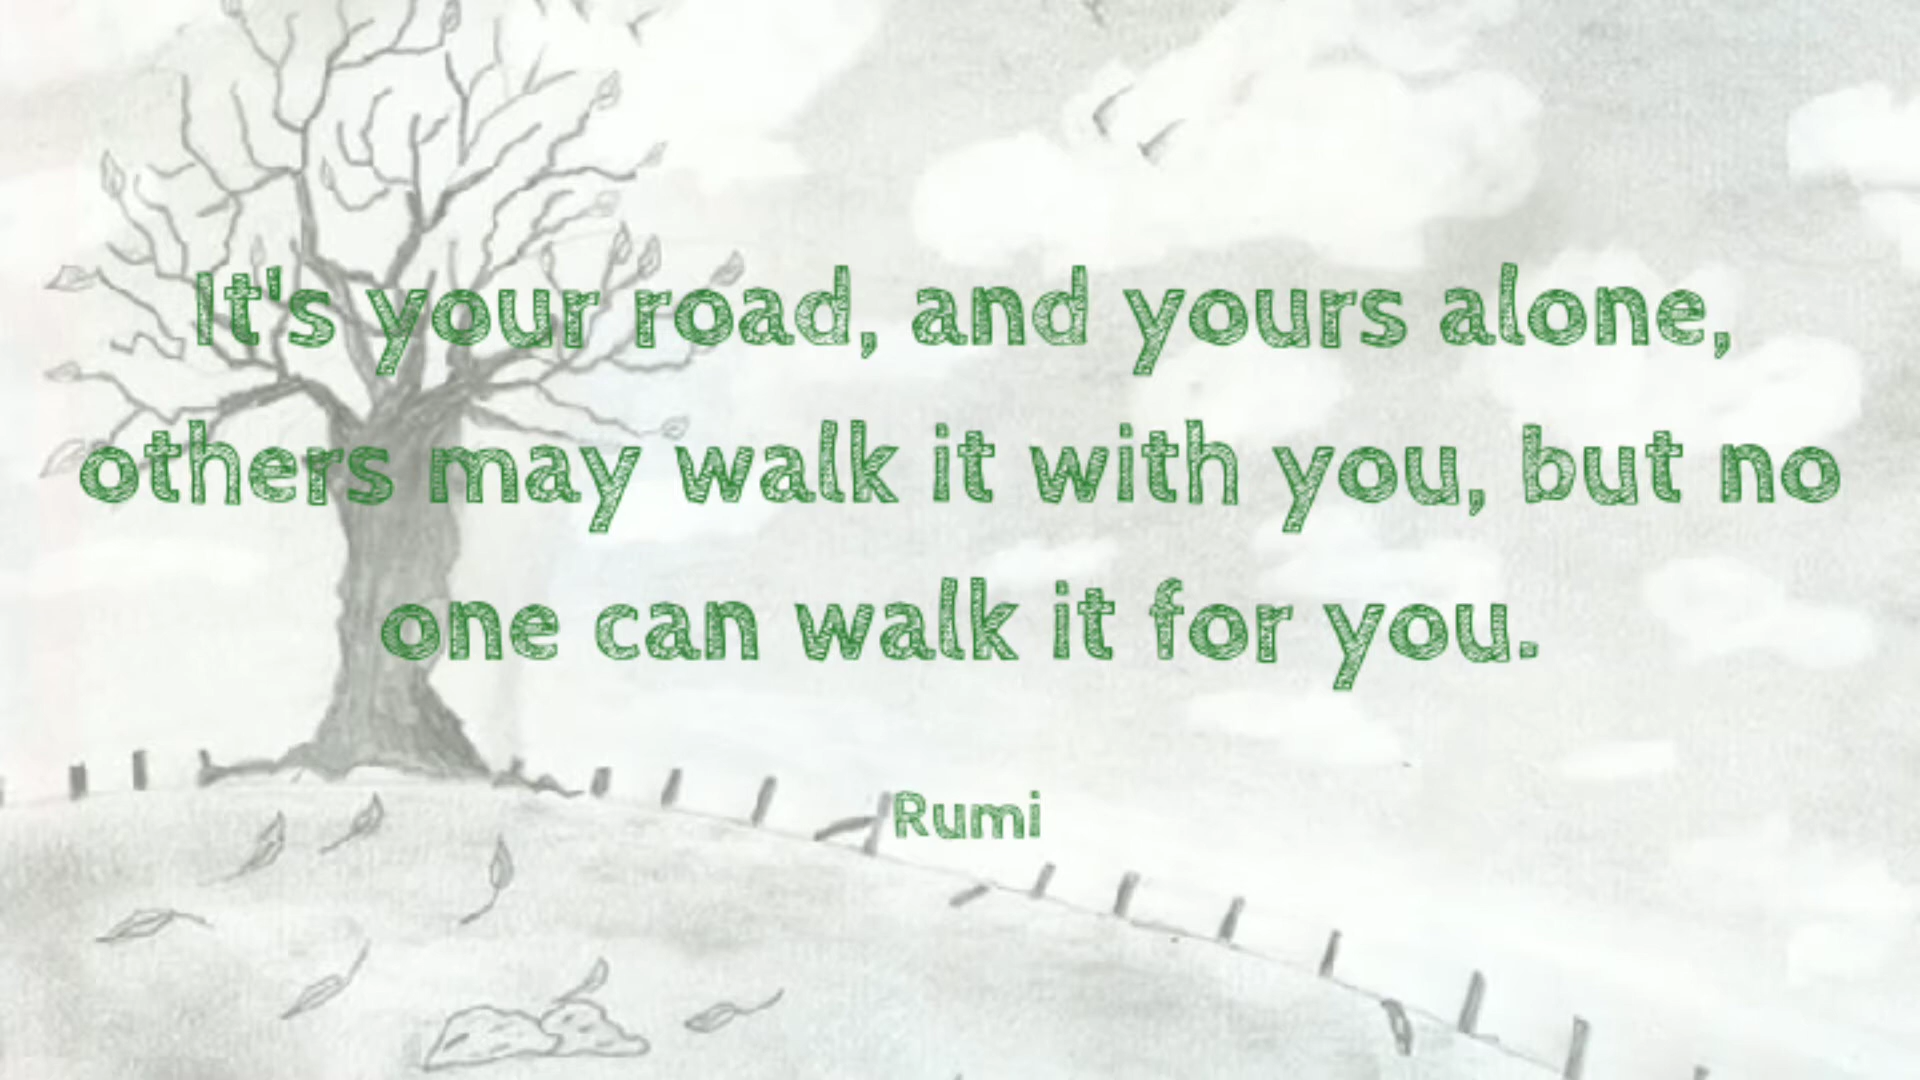 It's your road, and yours alone,
others may walk it with you, but no
one can walk it for you.
Rumi